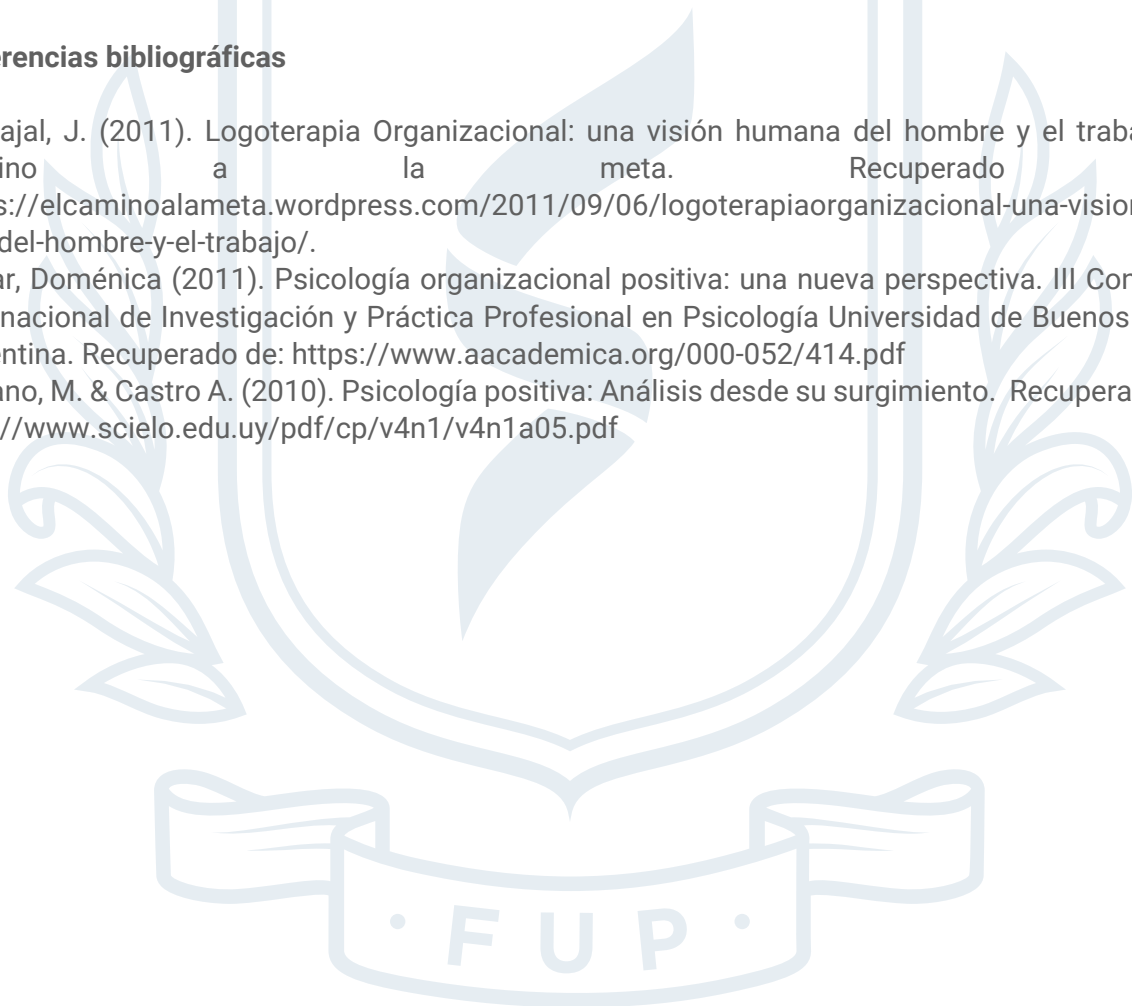 erencias bibliográficas
ajal, J. (2011). Logoterapia Organizacional: una visión humana del hombre y el traba
ino a la meta. Recuperado
s://elcaminoalameta.wordpress.com/2011/09/06/logoterapiaorganizacional-una-vision
del-hombre-y-el-trabajo/.
ar, Doménica (2011). Psicología organizacional positiva: una nueva perspectiva. III Con
nacional de Investigación y Práctica Profesional en Psicología Universidad de Buenos
entina. Recuperado de: https://www.aacademica.org/000-052/414.pdf
ano, M. & Castro A. (2010). Psicología positiva: Análisis desde su surgimiento. Recupera
://www.scielo.edu.uy/pdf/cp/v4n1/v4n1a05.pdf
· FUP ·